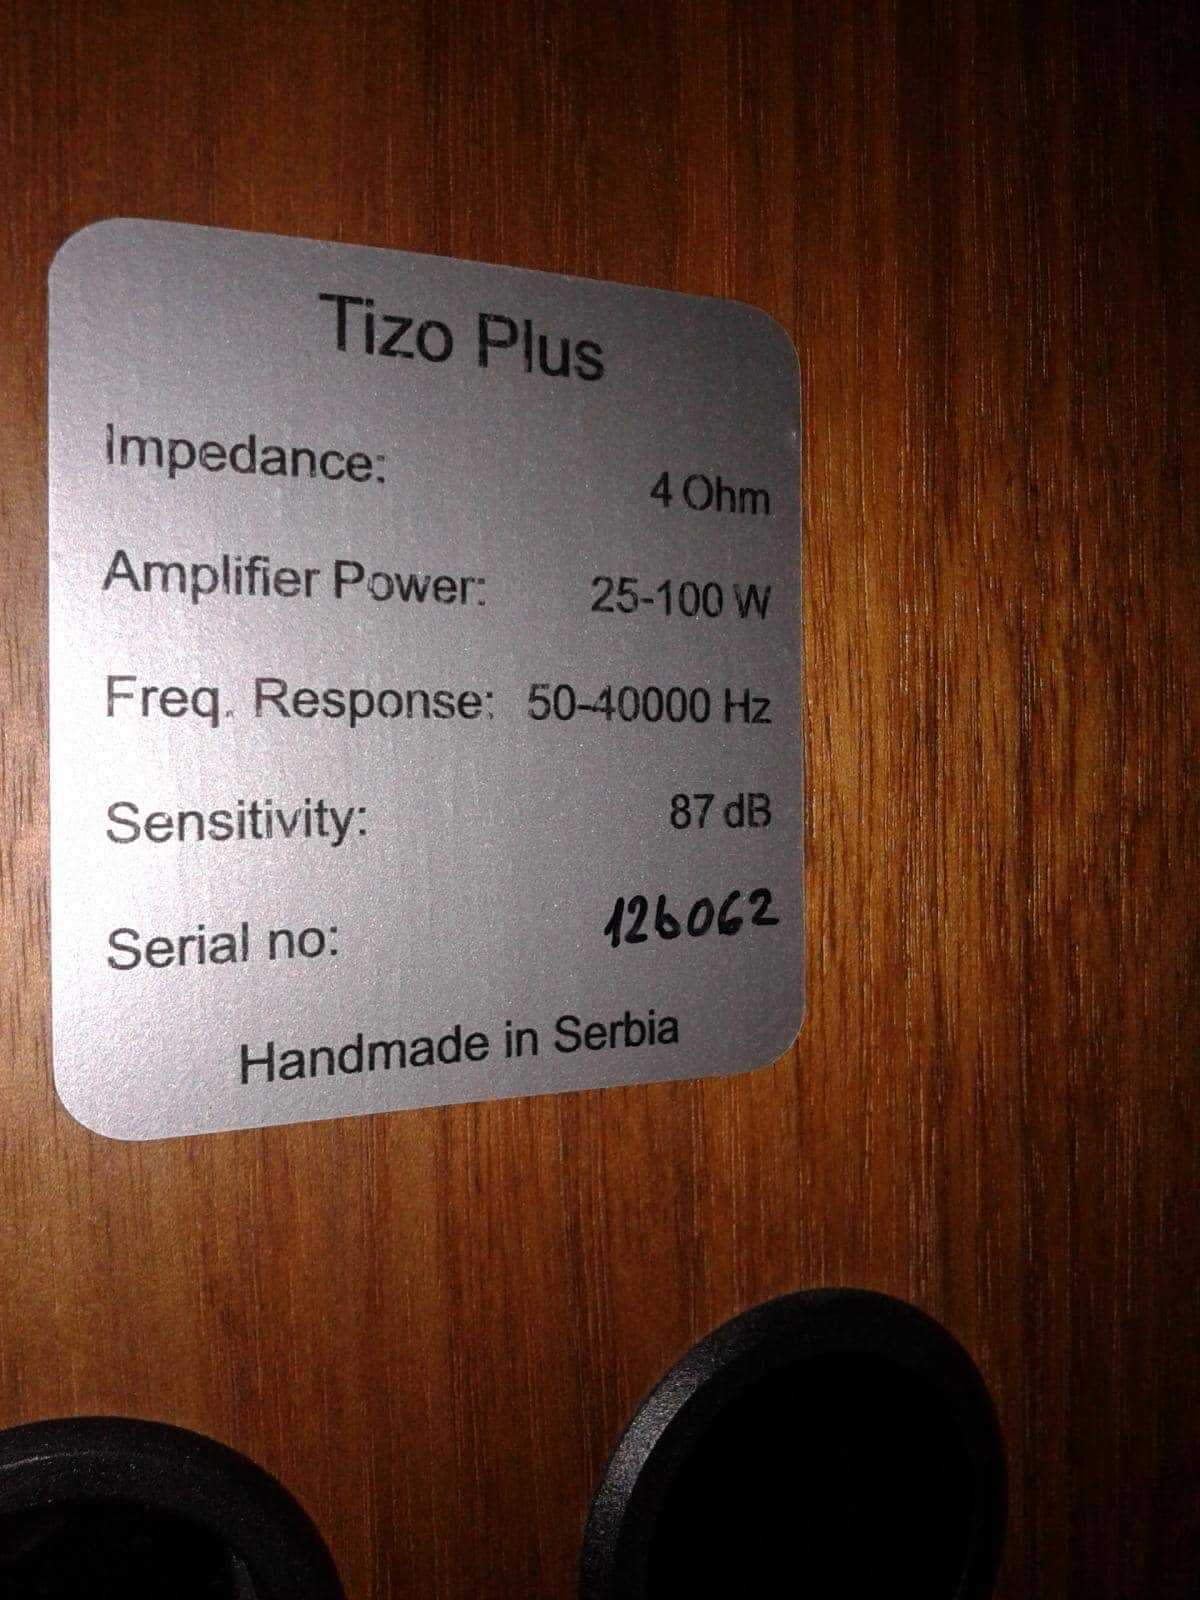 Tizo Plus
Impedance: 4 Ohm
Amplifier Power: 25-100 W
Freq. Response: 50-40000 Hz
Sensitivity: 87 dB
Serial no: 126062
Handmade in Serbia